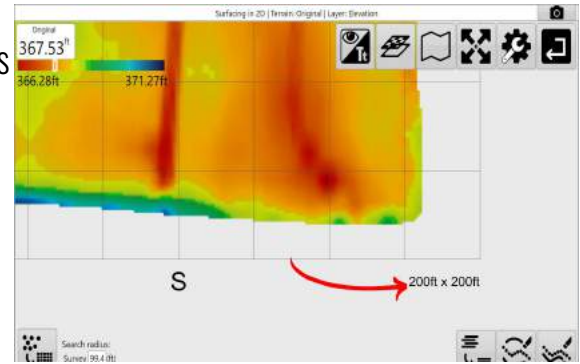 Surfacing in 2D | Terrain: Original | Layer: Elevation
Original
367.53ft
s
366.28ft 371.27ft
1t
S
200ft x 200ft
Search radius:
Survey 99.4 (ft)